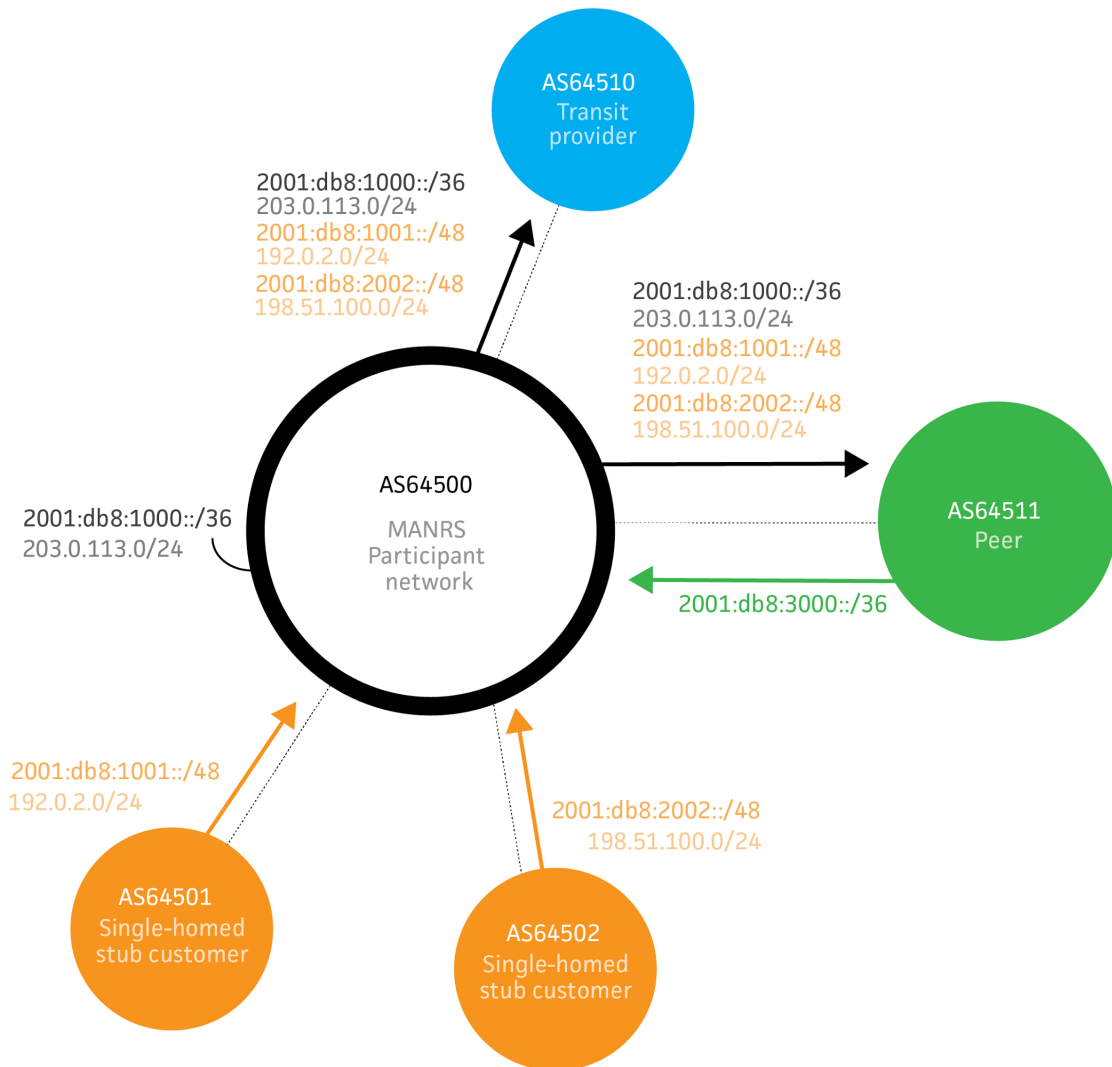 AS64510
Transit
provider
2001:db8:1000::/36
203.0.113.0/24
2001:db8:1001::/48
192.0.2.0/24
2001:db8:2002::/48
198.51.100.0/24
2001:db8:1000::/36
203.0.113.0/24
2001:db8:1001::/48
192.0.2.0/24
2001:db8:2002::/48
198.51.100.0/24
AS64500
MANRS
Participant
network
2001:db8:1000::/36
203.0.113.0/24
AS64511
Peer
2001:db8:3000::/36
2001:db8:1001::/48
192.0.2.0/24
2001:db8:2002::/48
198.51.100.0/24
AS64501
Single-homed
stub customer
AS64502
Single-homed
stub customer